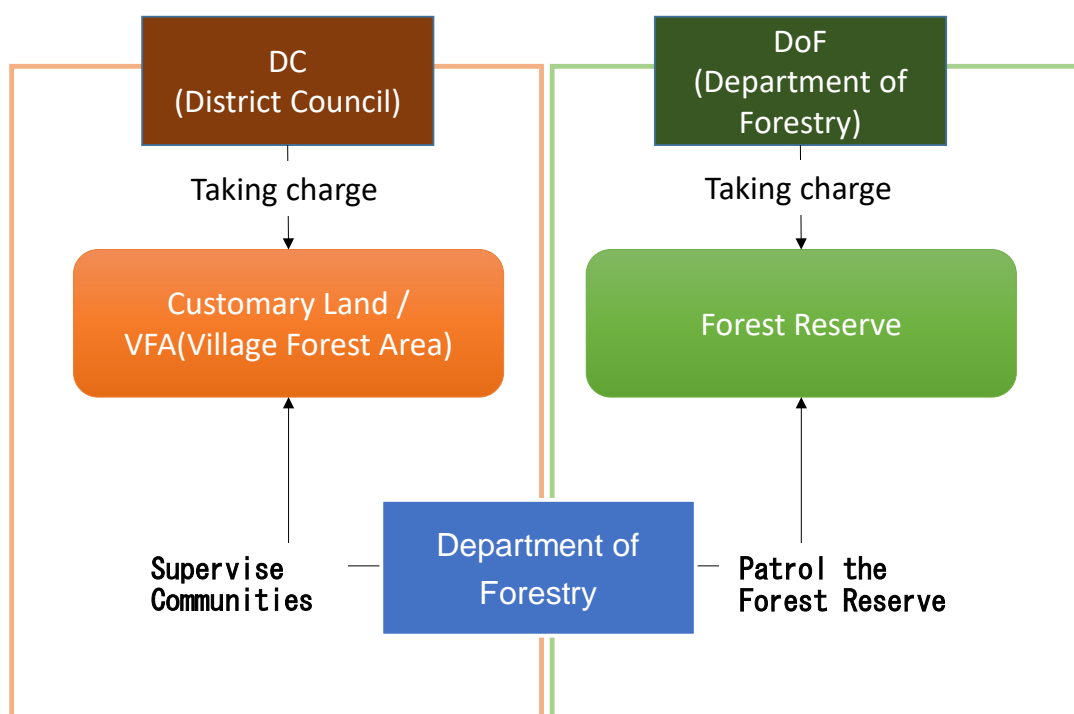 DC
(District Council)
DoF
(Department of
Forestry)
Taking charge
Taking charge
Customary Land /
VFA(Village Forest Area)
Forest Reserve
Department of
Forestry
Supervise
Communities
Patrol the
Forest Reserve